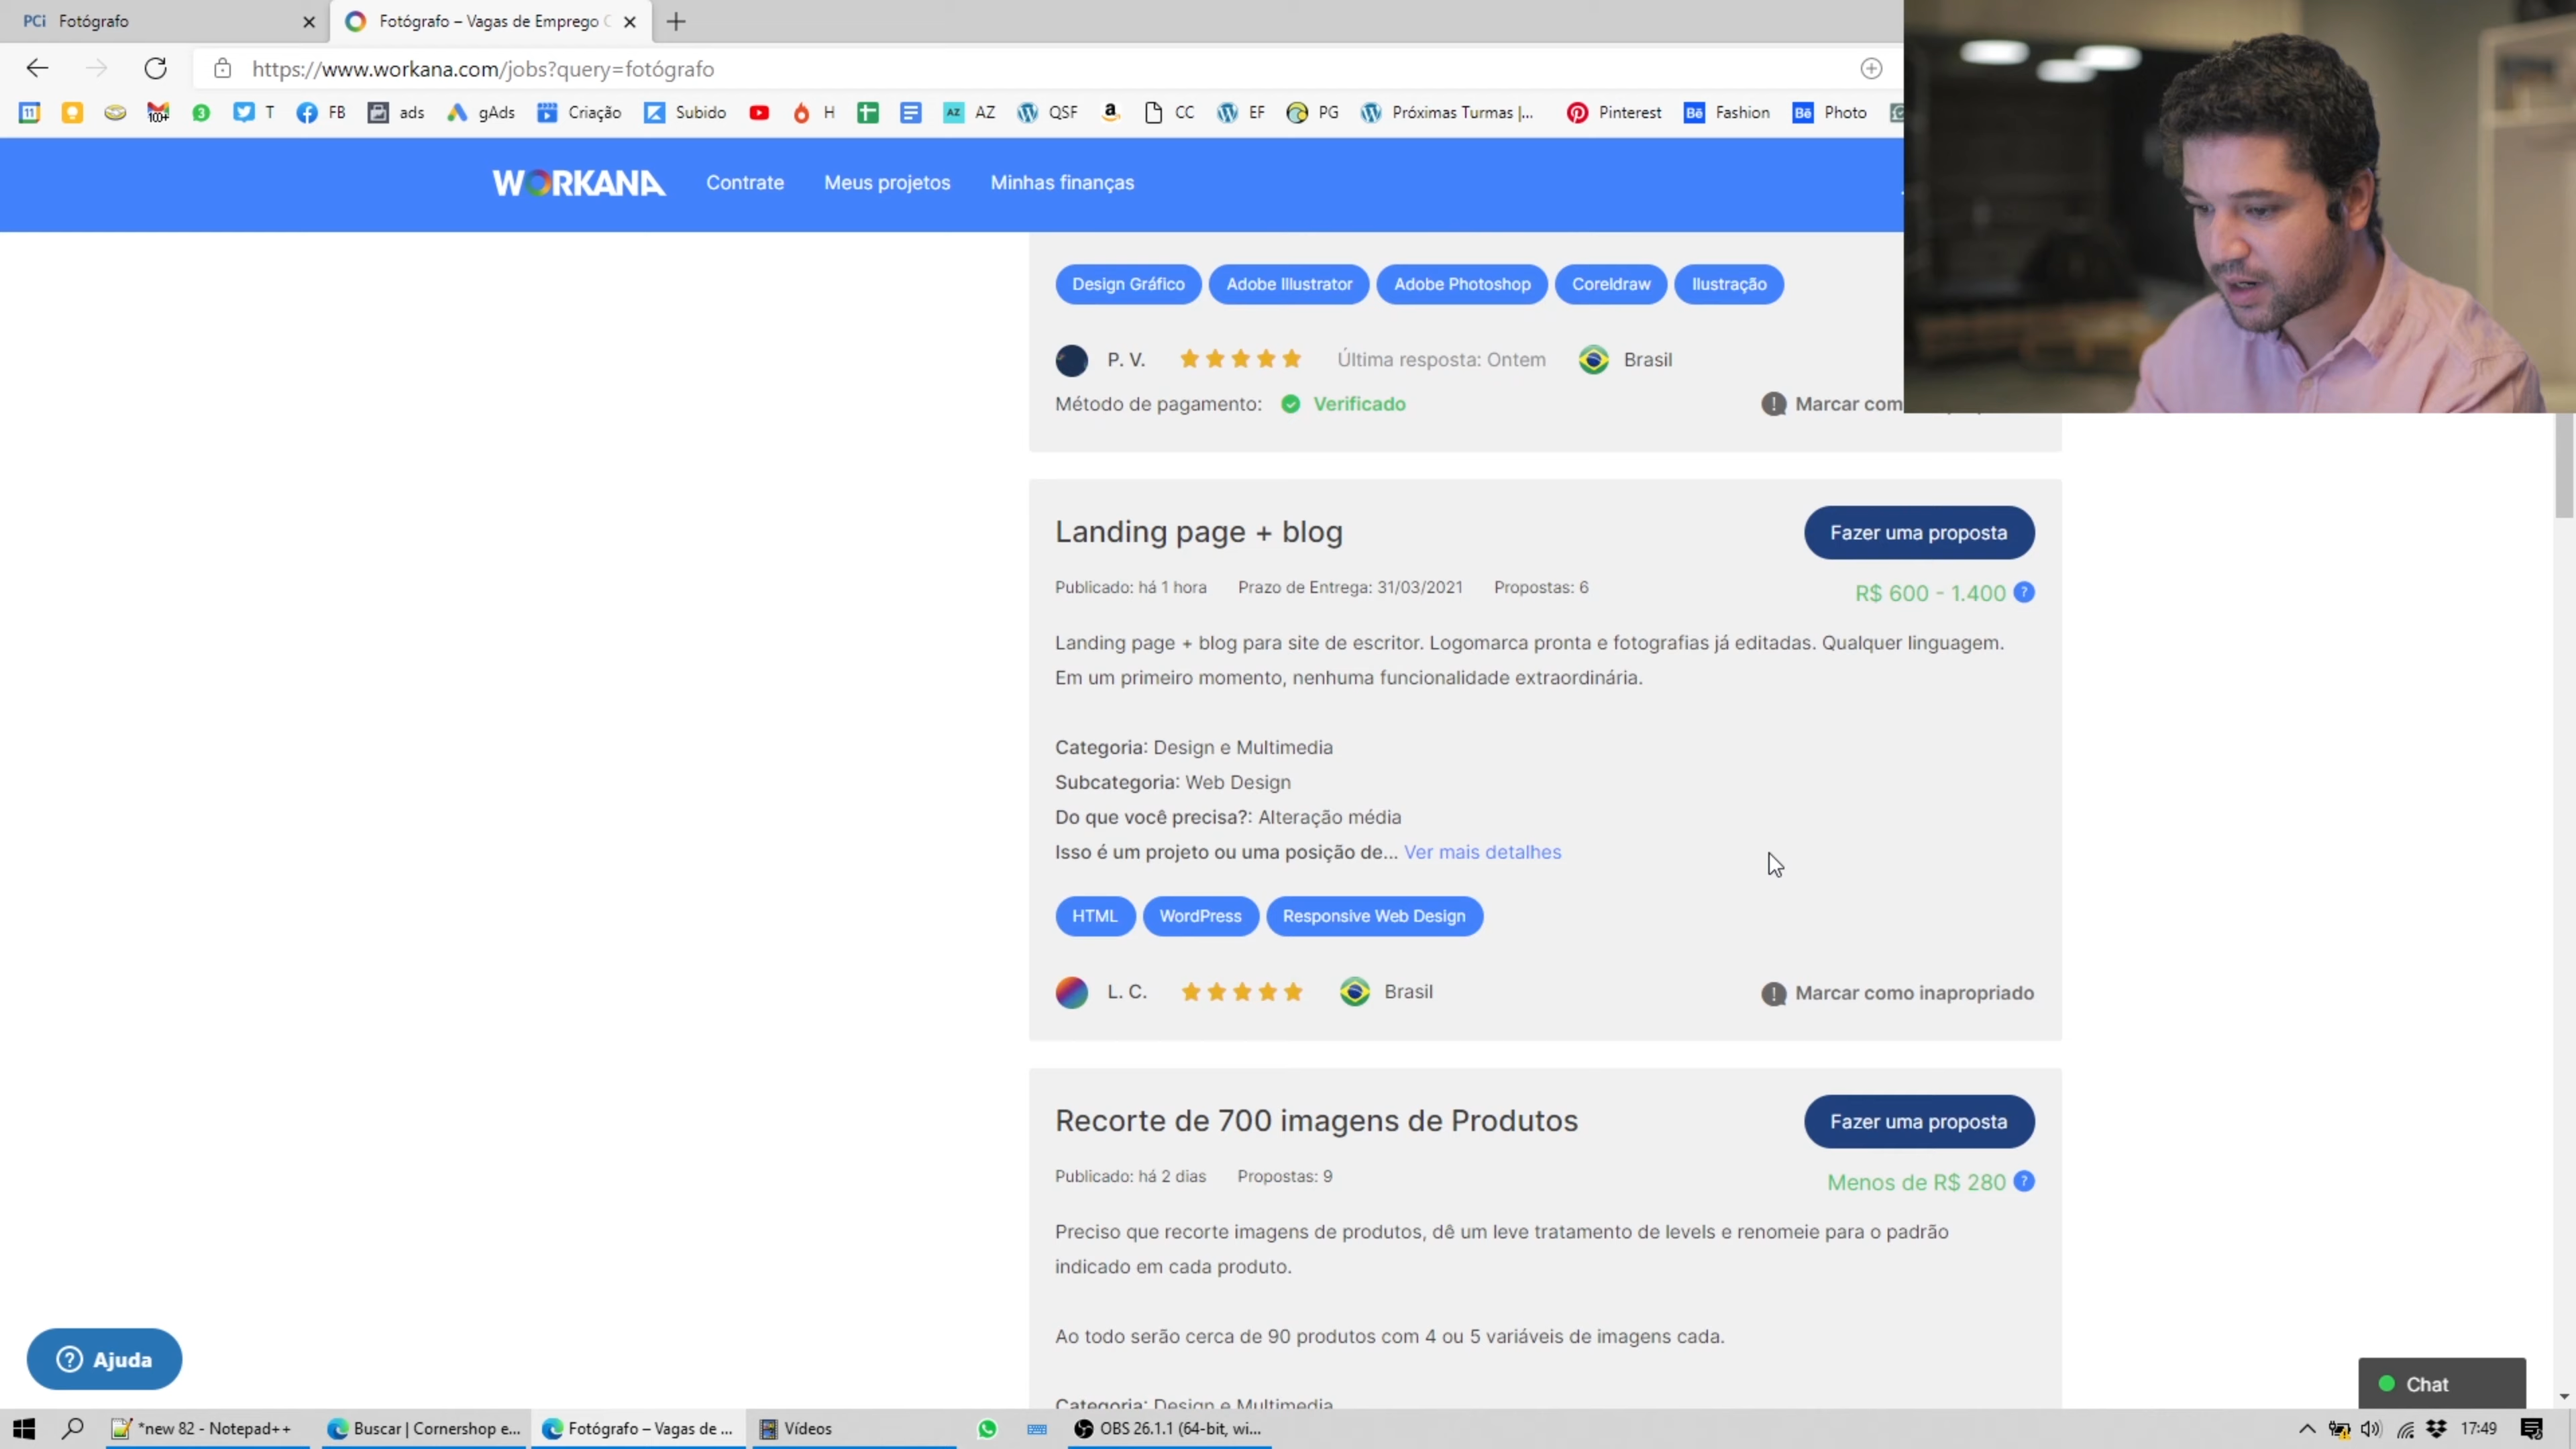 PCi Fotógrafo
Fotógrafo – Vagas de Emprego
https://www.workana.com/jobs?query=fotógrafo
11 100+ 3 T FB ads gAds Criação Subido H AZ AZ QSF a CC EF PG Próximas Turmas |... Pinterest Bē Fashion Bē Photo
WORKANA Contrate Meus projetos Minhas finanças
Design Gráfico Adobe Illustrator Adobe Photoshop Coreldraw Ilustração
P. V. Última resposta: Ontem Brasil
Método de pagamento: Verificado Marcar com
Landing page + blog Fazer uma proposta
Publicado: há 1 hora Prazo de Entrega: 31/03/2021 Propostas: 6 R$ 600 - 1.400 ?
Landing page + blog para site de escritor. Logomarca pronta e fotografias já editadas. Qualquer linguagem.
Em um primeiro momento, nenhuma funcionalidade extraordinária.
Categoria: Design e Multimedia
Subcategoria: Web Design
Do que você precisa?: Alteração média
Isso é um projeto ou uma posição de... Ver mais detalhes
HTML WordPress Responsive Web Design
L. C. Brasil Marcar como inapropriado
Recorte de 700 imagens de Produtos Fazer uma proposta
Publicado: há 2 dias Propostas: 9 Menos de R$ 280 ?
Preciso que recorte imagens de produtos, dê um leve tratamento de levels e renomeie para o padrão
indicado em cada produto.
Ao todo serão cerca de 90 produtos com 4 ou 5 variáveis de imagens cada.
Categoria: Design e Multimedia
? Ajuda
Chat
*new 82 - Notepad++ Buscar | Cornershop e... Fotógrafo – Vagas de ... Vídeos OBS 26.1.1 (64-bit, wi... 17:49